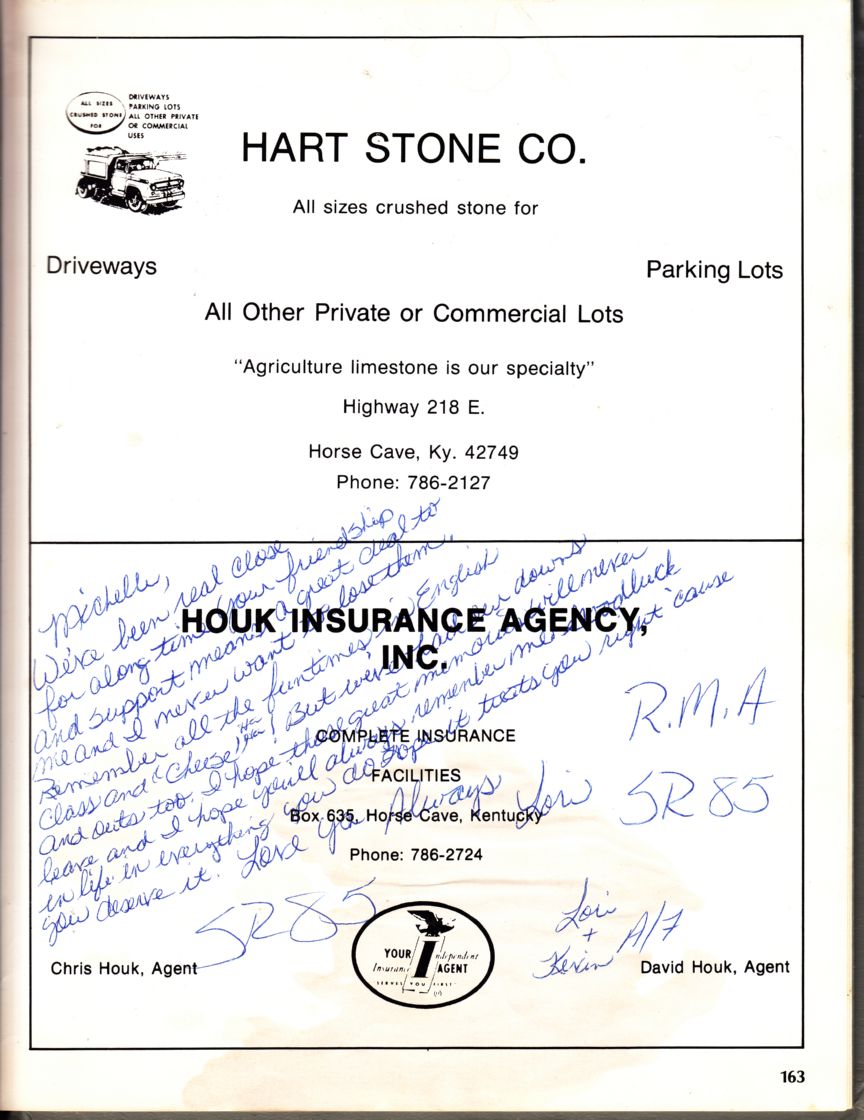 ALL SIZES
CRUSHED STONE
FOR
DRIVEWAYS
PARKING LOTS
ALL OTHER PRIVATE
OR COMMERCIAL
USES
HART STONE CO.
All sizes crushed stone for
Driveways
Parking Lots
All Other Private or Commercial Lots
“Agriculture limestone is our specialty”
Highway 218 E.
Horse Cave, Ky. 42749
Phone: 786-2127
Michelle,
We've been real close
for along time your friendship
and support means a great deal to
me and I never want to lose them.
Remember all the funtimes in English
Class and "Cheese"! But we've had our downs
and outs too. I hope those great memories will never
leave and I hope you'll always remember me. Goodluck
in life in everything you do hope it treats you right 'cause
you deserve it. Love Ya Always Lori
SR 85
R.M.A
SR 85
Lori
+
Kevin A/F
HOUK INSURANCE AGENCY,
INC.
COMPLETE INSURANCE
FACILITIES
Box 635, Horse Cave, Kentucky
Phone: 786-2724
Chris Houk, Agent
YOUR Independent
Insurance AGENT
SERVES YOU FIRST
David Houk, Agent
163